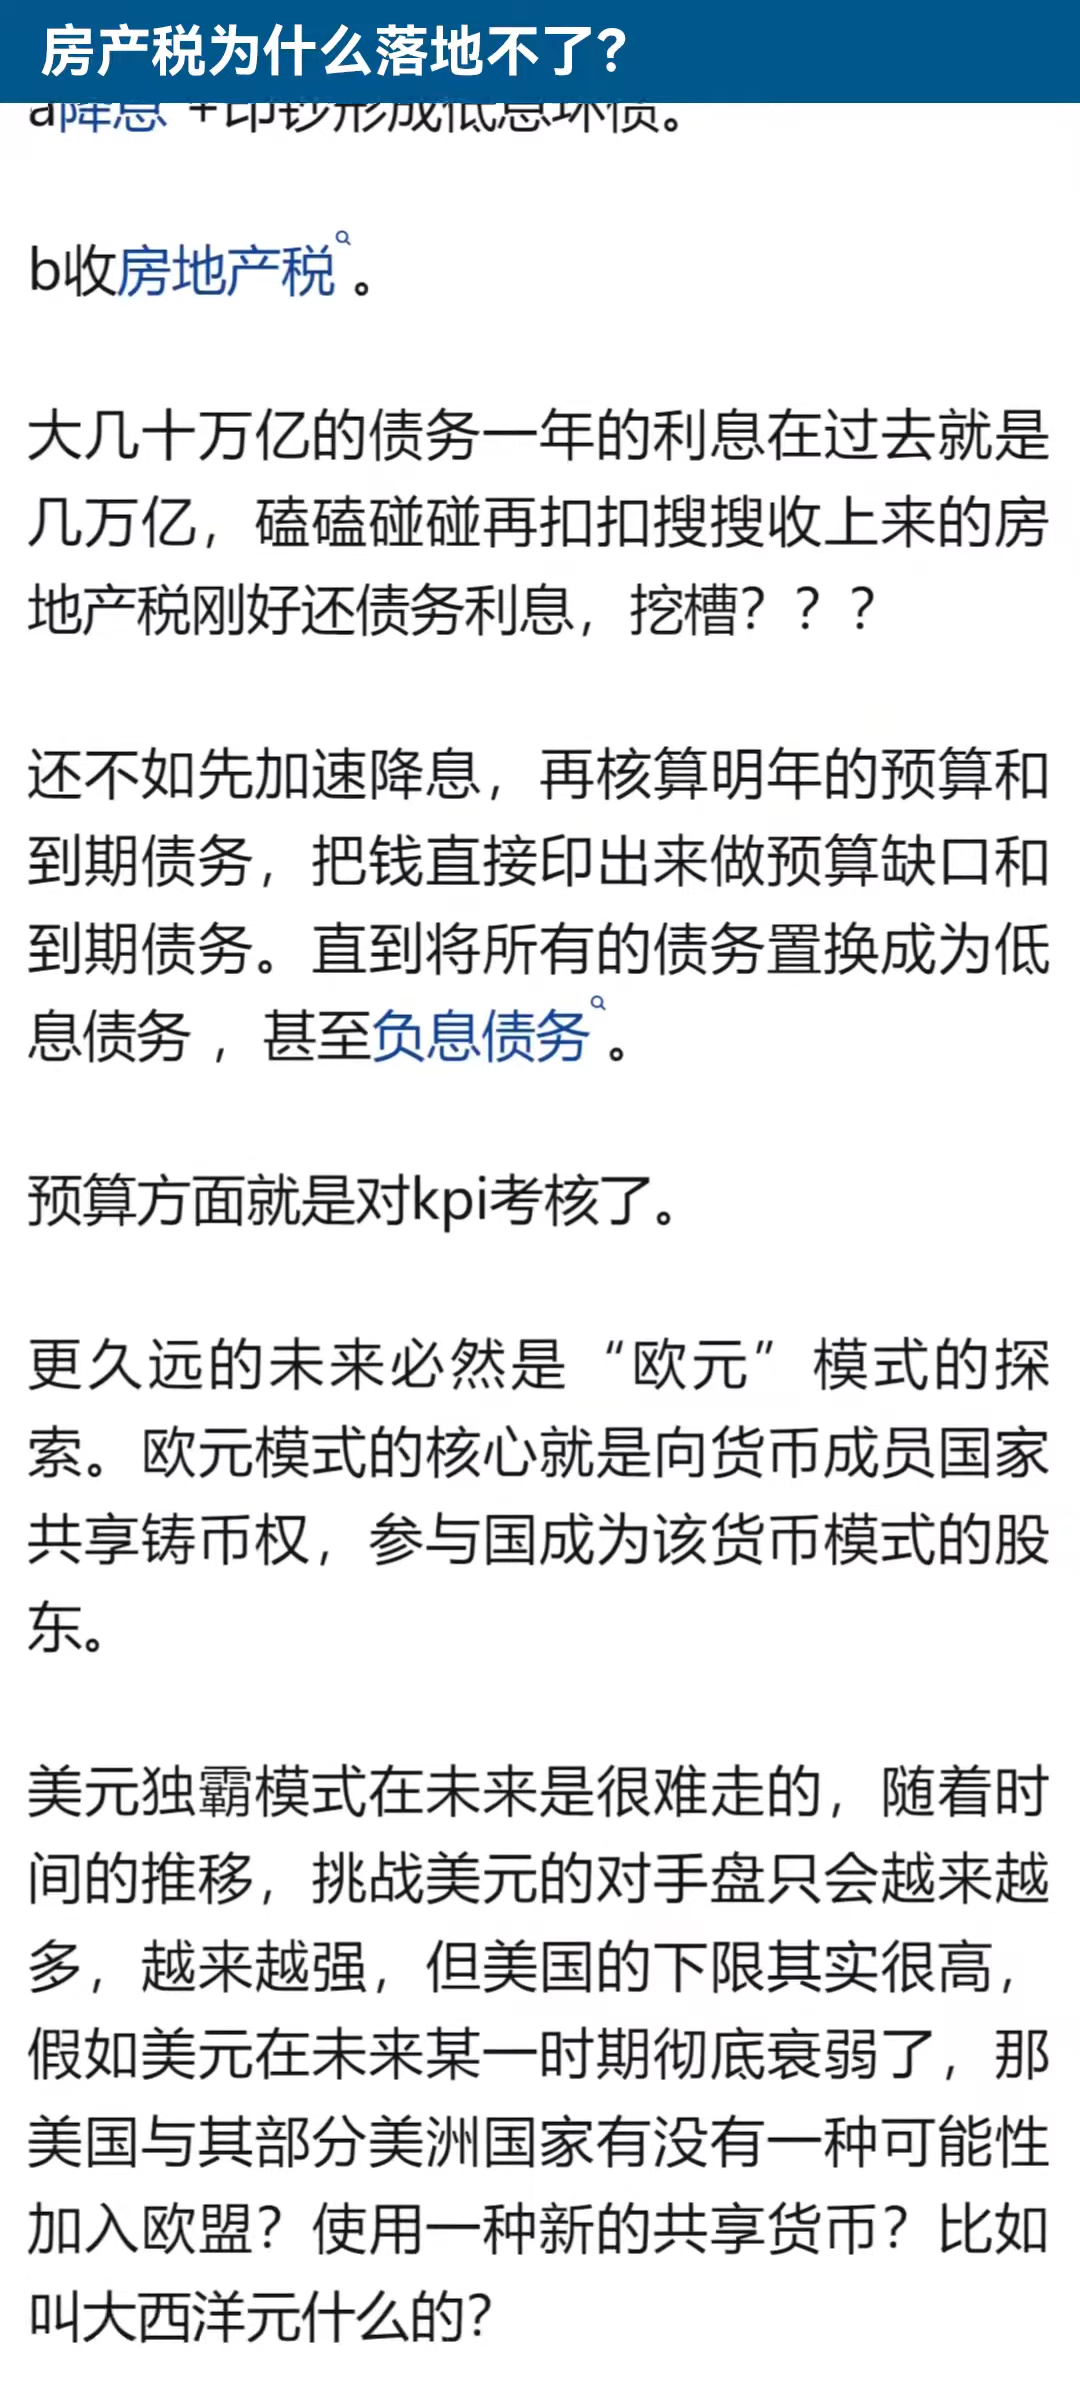 房产税为什么落地不了?
a降息 +印钞形成低息环境。
b收房地产税。
大几十万亿的债务一年的利息在过去就是
几万亿，磕磕碰碰再扣扣搜搜收上来的房
地产税刚好还债务利息，挖槽？？？
还不如先加速降息，再核算明年的预算和
到期债务，把钱直接印出来做预算缺口和
到期债务。直到将所有的债务置换成为低
息债务 ，甚至负息债务。
预算方面就是对kpi考核了。
更久远的未来必然是“欧元”模式的探
索。欧元模式的核心就是向货币成员国家
共享铸币权，参与国成为该货币模式的股
东。
美元独霸模式在未来是很难走的，随着时
间的推移，挑战美元的对手盘只会越来越
多，越来越强，但美国的下限其实很高，
假如美元在未来某一时期彻底衰弱了，那
美国与其部分美洲国家有没有一种可能性
加入欧盟？使用一种新的共享货币？比如
叫大西洋元什么的？